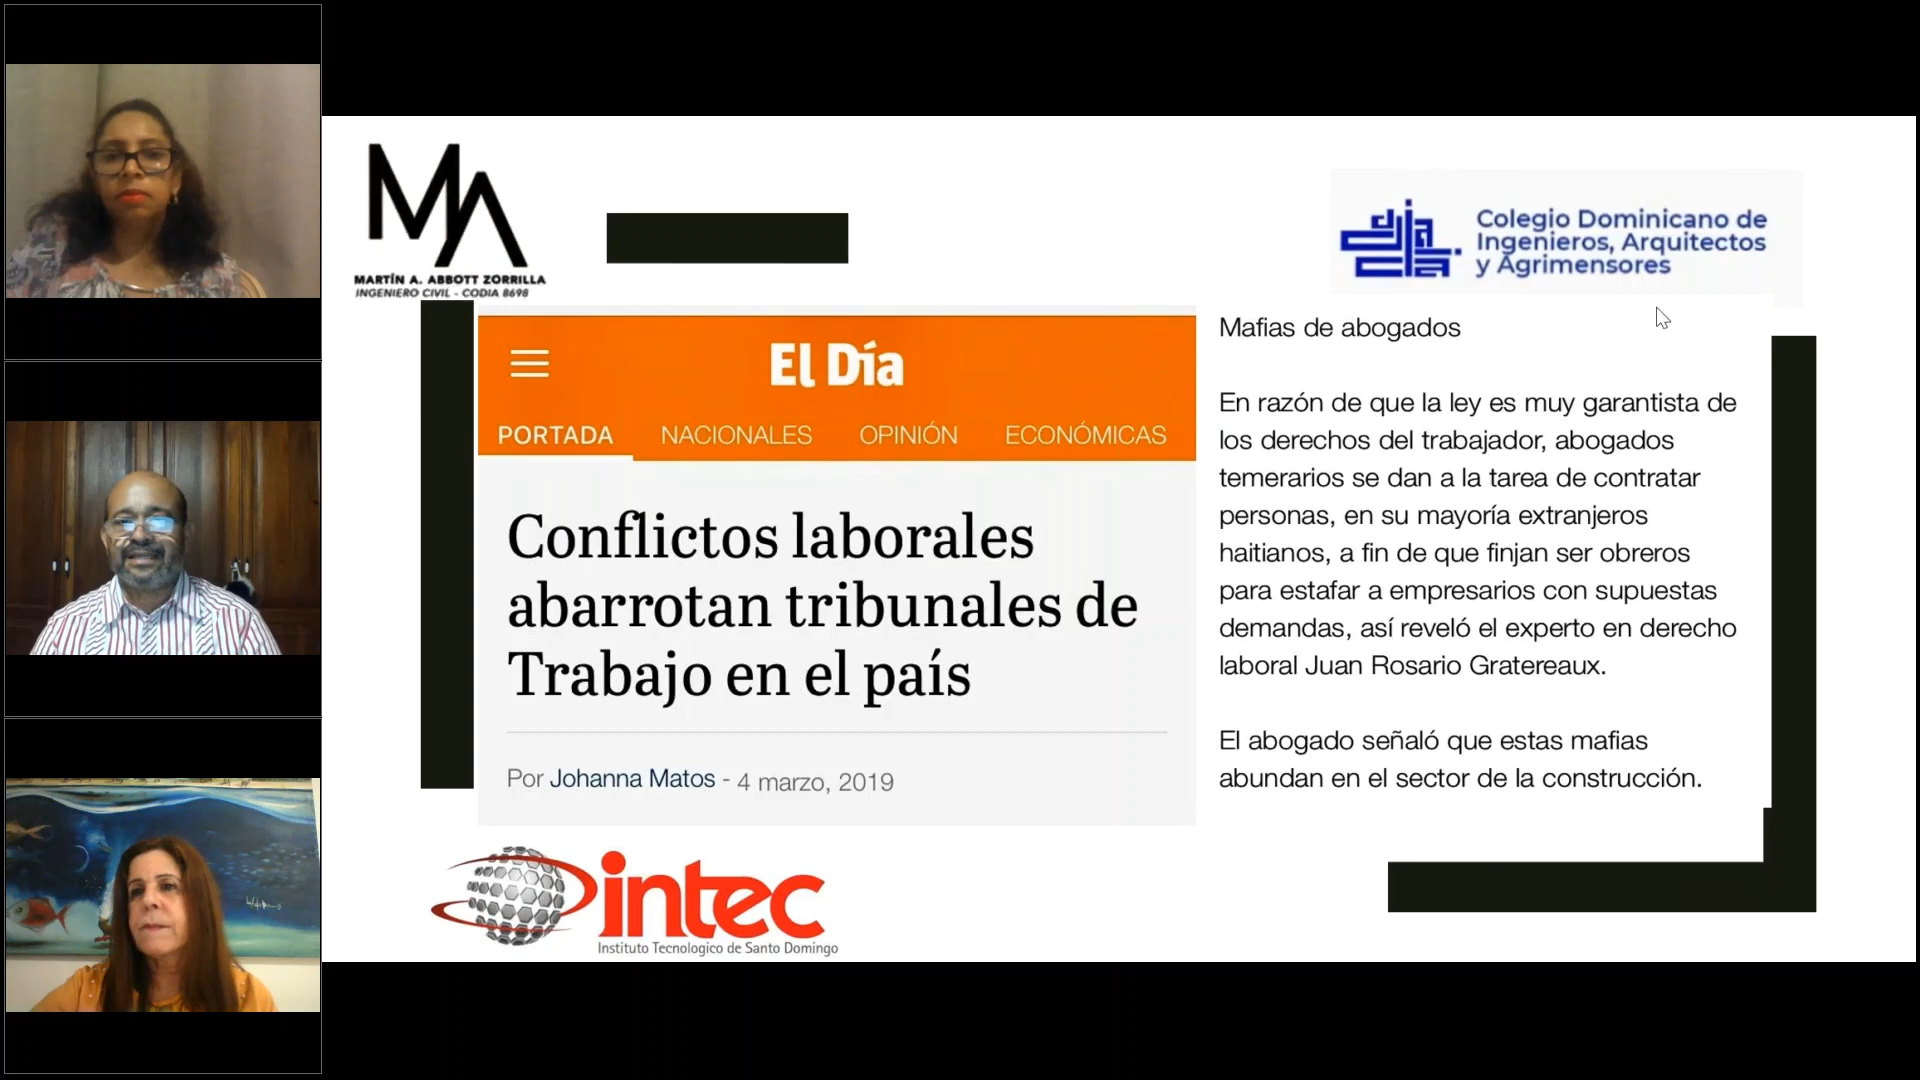 MA
MARTÍN A. ABBOTT ZORRILLA
INGENIERO CIVIL - CODIA 8698
Colegio Dominicano de
Ingenieros, Arquitectos
y Agrimensores
El Día
PORTADA NACIONALES OPINIÓN ECONÓMICAS
Conflictos laborales
abarrotan tribunales de
Trabajo en el país
Por Johanna Matos - 4 marzo, 2019
Mafias de abogados
En razón de que la ley es muy garantista de
los derechos del trabajador, abogados
temerarios se dan a la tarea de contratar
personas, en su mayoría extranjeros
haitianos, a fin de que finjan ser obreros
para estafar a empresarios con supuestas
demandas, así reveló el experto en derecho
laboral Juan Rosario Gratereaux.
El abogado señaló que estas mafias
abundan en el sector de la construcción.
intec
Instituto Tecnologico de Santo Domingo